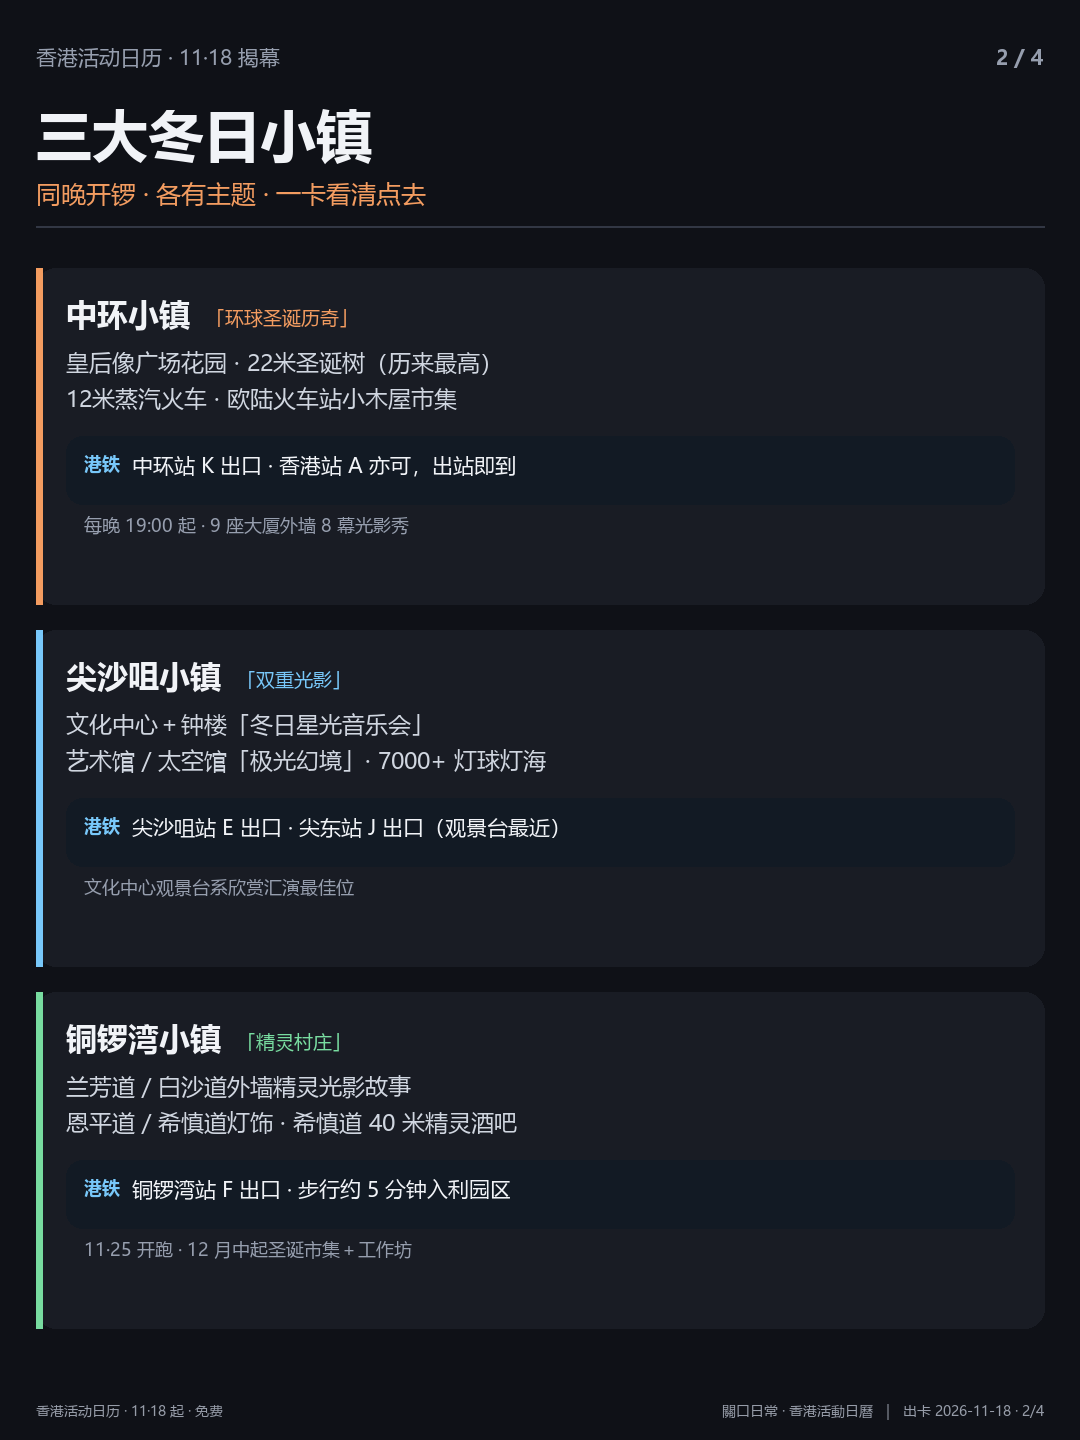 香港活动日历 · 11·18 揭幕
2 / 4
三大冬日小镇
同晚开锣 · 各有主题 · 一卡看清点去
中环小镇 「环球圣诞历奇」
皇后像广场花园 · 22米圣诞树（历来最高）
12米蒸汽火车 · 欧陆火车站小木屋市集
港铁 中环站 K 出口 · 香港站 A 亦可，出站即到
每晚 19:00 起 · 9 座大厦外墙 8 幕光影秀
尖沙咀小镇 「双重光影」
文化中心＋钟楼「冬日星光音乐会」
艺术馆 / 太空馆「极光幻境」· 7000+ 灯球灯海
港铁 尖沙咀站 E 出口 · 尖东站 J 出口（观景台最近）
文化中心观景台系欣赏汇演最佳位
铜锣湾小镇 「精灵村庄」
兰芳道 / 白沙道外墙精灵光影故事
恩平道 / 希慎道灯饰 · 希慎道 40 米精灵酒吧
港铁 铜锣湾站 F 出口 · 步行约 5 分钟入利园区
11·25 开跑 · 12 月中起圣诞市集＋工作坊
香港活动日历 · 11·18 起 · 免费
關口日常 · 香港活動日曆 ｜ 出卡 2026-11-18 · 2/4